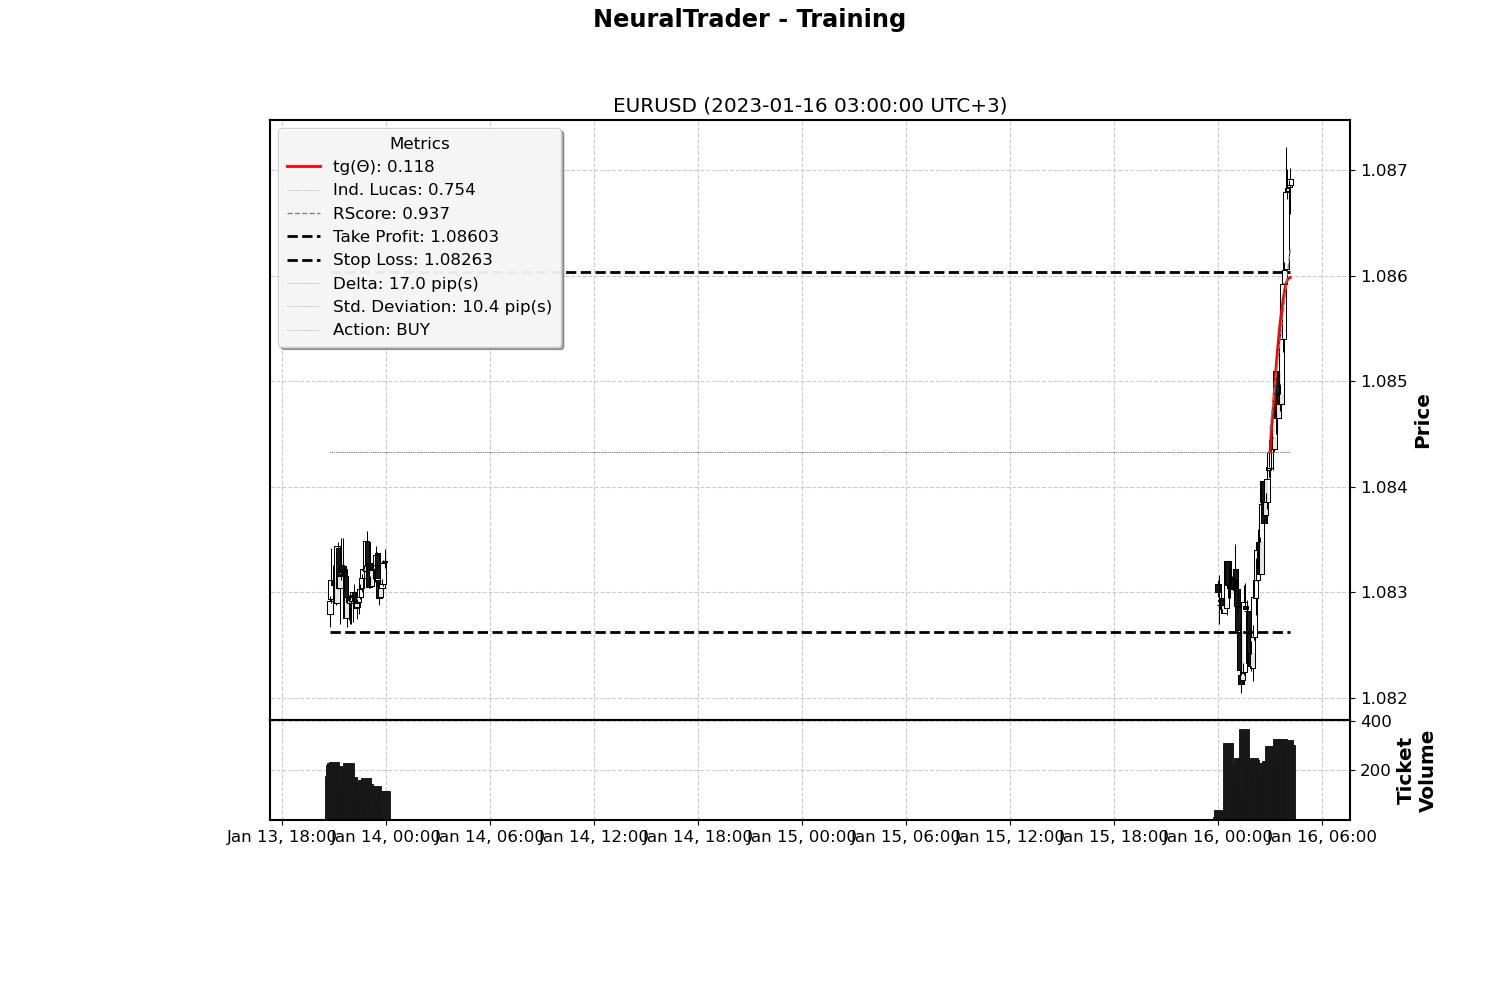 NeuralTrader - Training
EURUSD (2023-01-16 03:00:00 UTC+3)
Metrics
tg(Θ): 0.118
Ind. Lucas: 0.754
RScore: 0.937
Take Profit: 1.08603
Stop Loss: 1.08263
Delta: 17.0 pip(s)
Std. Deviation: 10.4 pip(s)
Action: BUY
1.087
1.086
1.085
1.084
1.083
1.082
Price
400
200
Ticket
Volume
Jan 13, 18:00 Jan 14, 00:00 Jan 14, 06:00 Jan 14, 12:00 Jan 14, 18:00 Jan 15, 00:00 Jan 15, 06:00 Jan 15, 12:00 Jan 15, 18:00 Jan 16, 00:00 Jan 16, 06:00